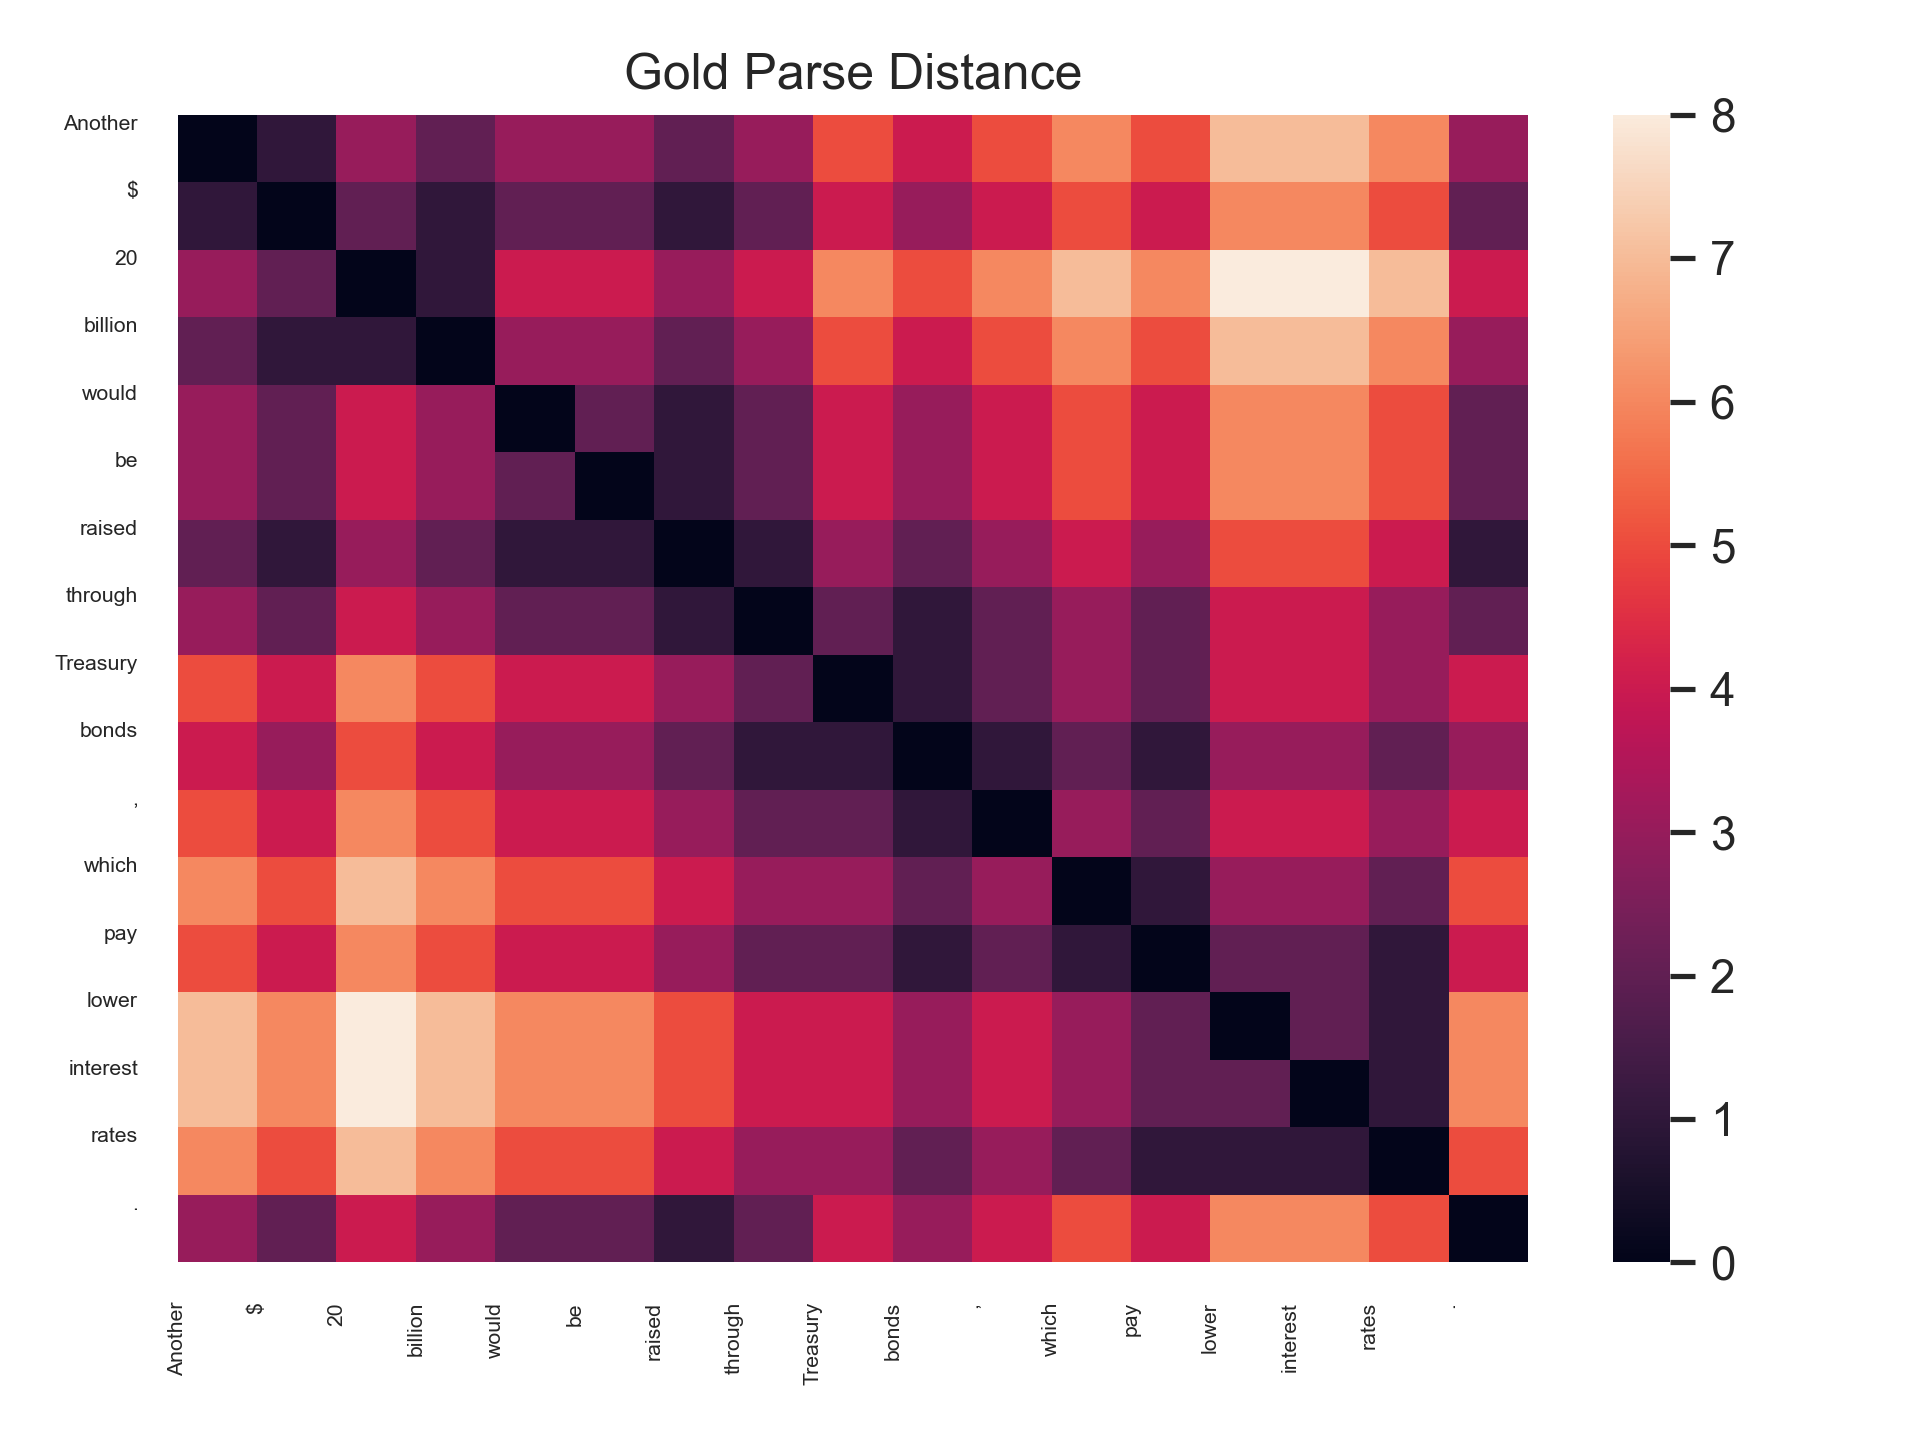 Gold Parse Distance
Another
$
20
billion
would
be
raised
through
Treasury
bonds
,
which
pay
lower
interest
rates
.
Another
$
20
billion
would
be
raised
through
Treasury
bonds
,
which
pay
lower
interest
rates
.
8
7
6
5
4
3
2
1
0